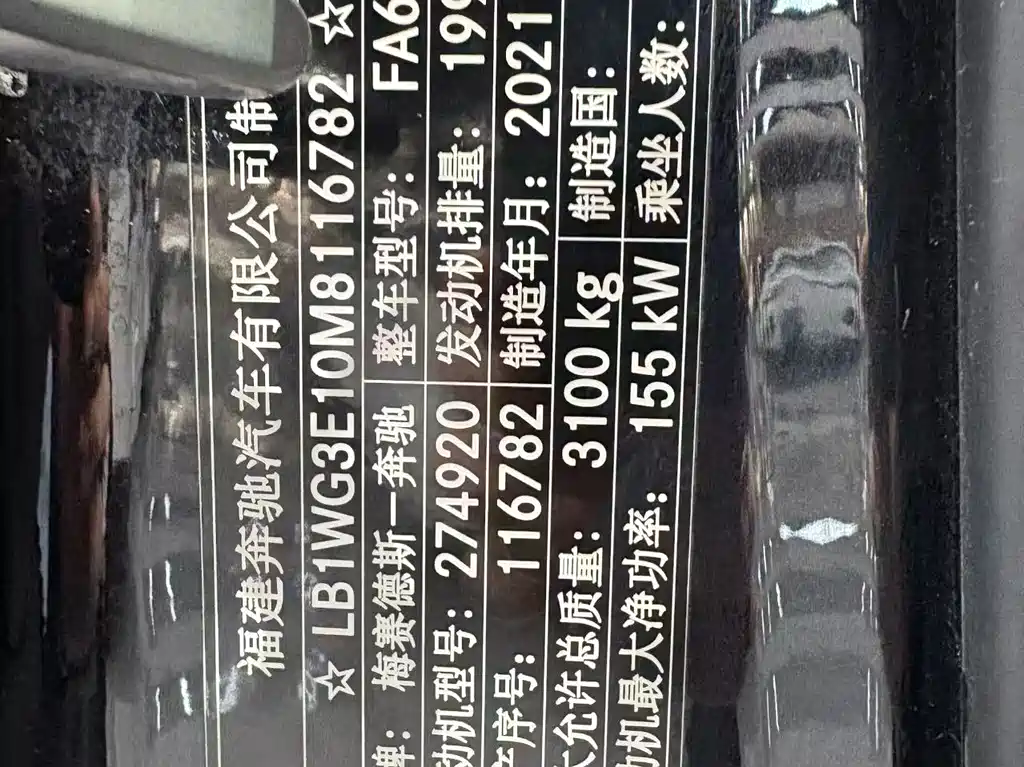 福建奔驰汽车有限公司制
☆ LB1WG3E10M8116782 ☆
牌: 梅赛德斯一奔驰 整车型号: FA6
动机型号: 274920 发动机排量: 199
产序号: 116782 制造年月: 2021
大允许总质量: 3100 kg 制造国:
动机最大净功率: 155 kW 乘坐人数: